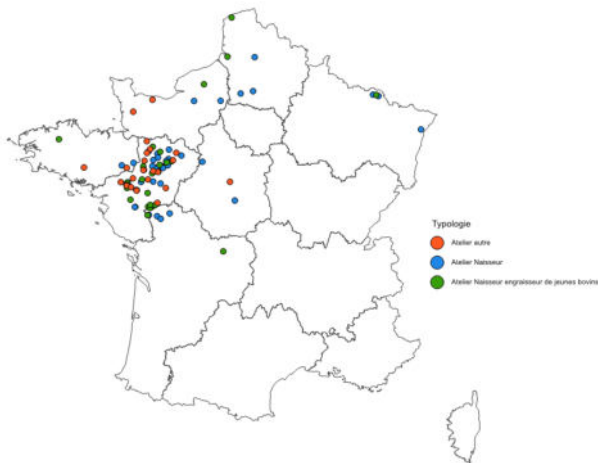 Typologie
Atelier autre
Atelier Naisseur
Atelier Naisseur engraisseur de jeunes bovins